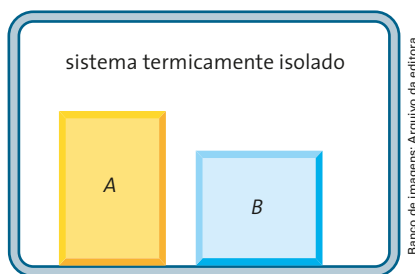 sistema termicamente isolado
A
B
Banco de imagens: Arquivo da editora